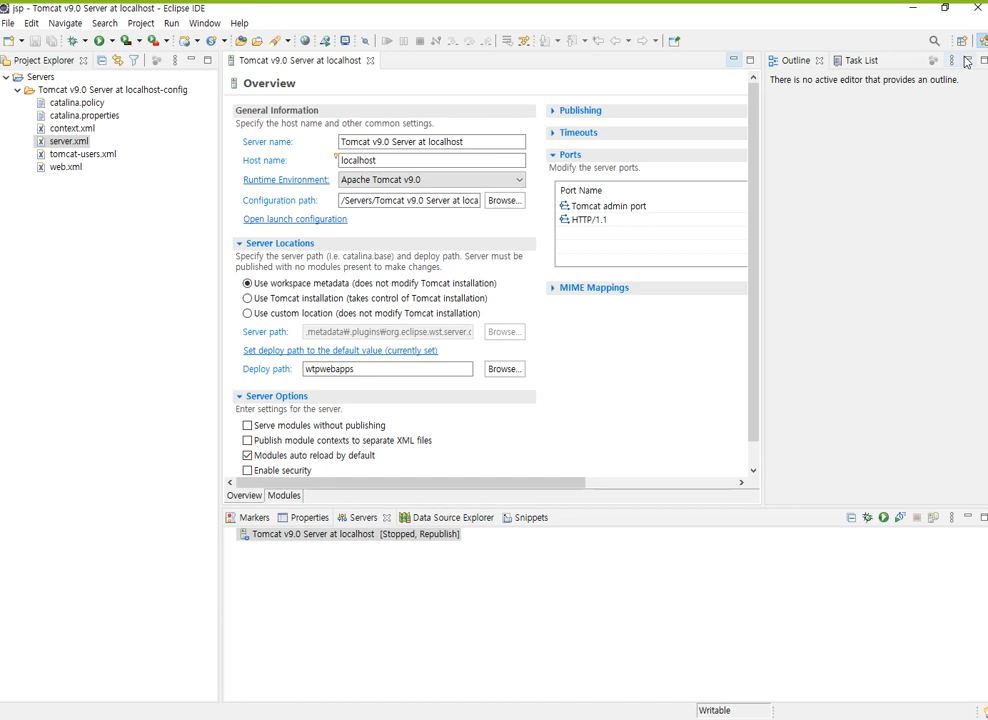 jsp - Tomcat v9.0 Server at localhost - Eclipse IDE
File Edit Navigate Search Project Run Window Help
Project Explorer
Servers
Tomcat v9.0 Server at localhost-config
catalina.policy
catalina.properties
context.xml
server.xml
tomcat-users.xml
web.xml
Tomcat v9.0 Server at localhost
Overview
General Information
Specify the host name and other common settings.
Server name: Tomcat v9.0 Server at localhost
Host name: localhost
Runtime Environment: Apache Tomcat v9.0
Configuration path: /Servers/Tomcat v9.0 Server at loca Browse...
Open launch configuration
Server Locations
Specify the server path (i.e. catalina.base) and deploy path. Server must be
published with no modules present to make changes.
Use workspace metadata (does not modify Tomcat installation)
Use Tomcat installation (takes control of Tomcat installation)
Use custom location (does not modify Tomcat installation)
Server path: .metadata₩.plugins₩org.eclipse.wst.server.c Browse...
Set deploy path to the default value (currently set)
Deploy path: wtpwebapps Browse...
Server Options
Enter settings for the server.
Serve modules without publishing
Publish module contexts to separate XML files
Modules auto reload by default
Enable security
Publishing
Timeouts
Ports
Modify the server ports.
Port Name
Tomcat admin port
HTTP/1.1
MIME Mappings
Overview Modules
Outline Task List
There is no active editor that provides an outline.
Markers Properties Servers Data Source Explorer Snippets
Tomcat v9.0 Server at localhost [Stopped, Republish]
Writable